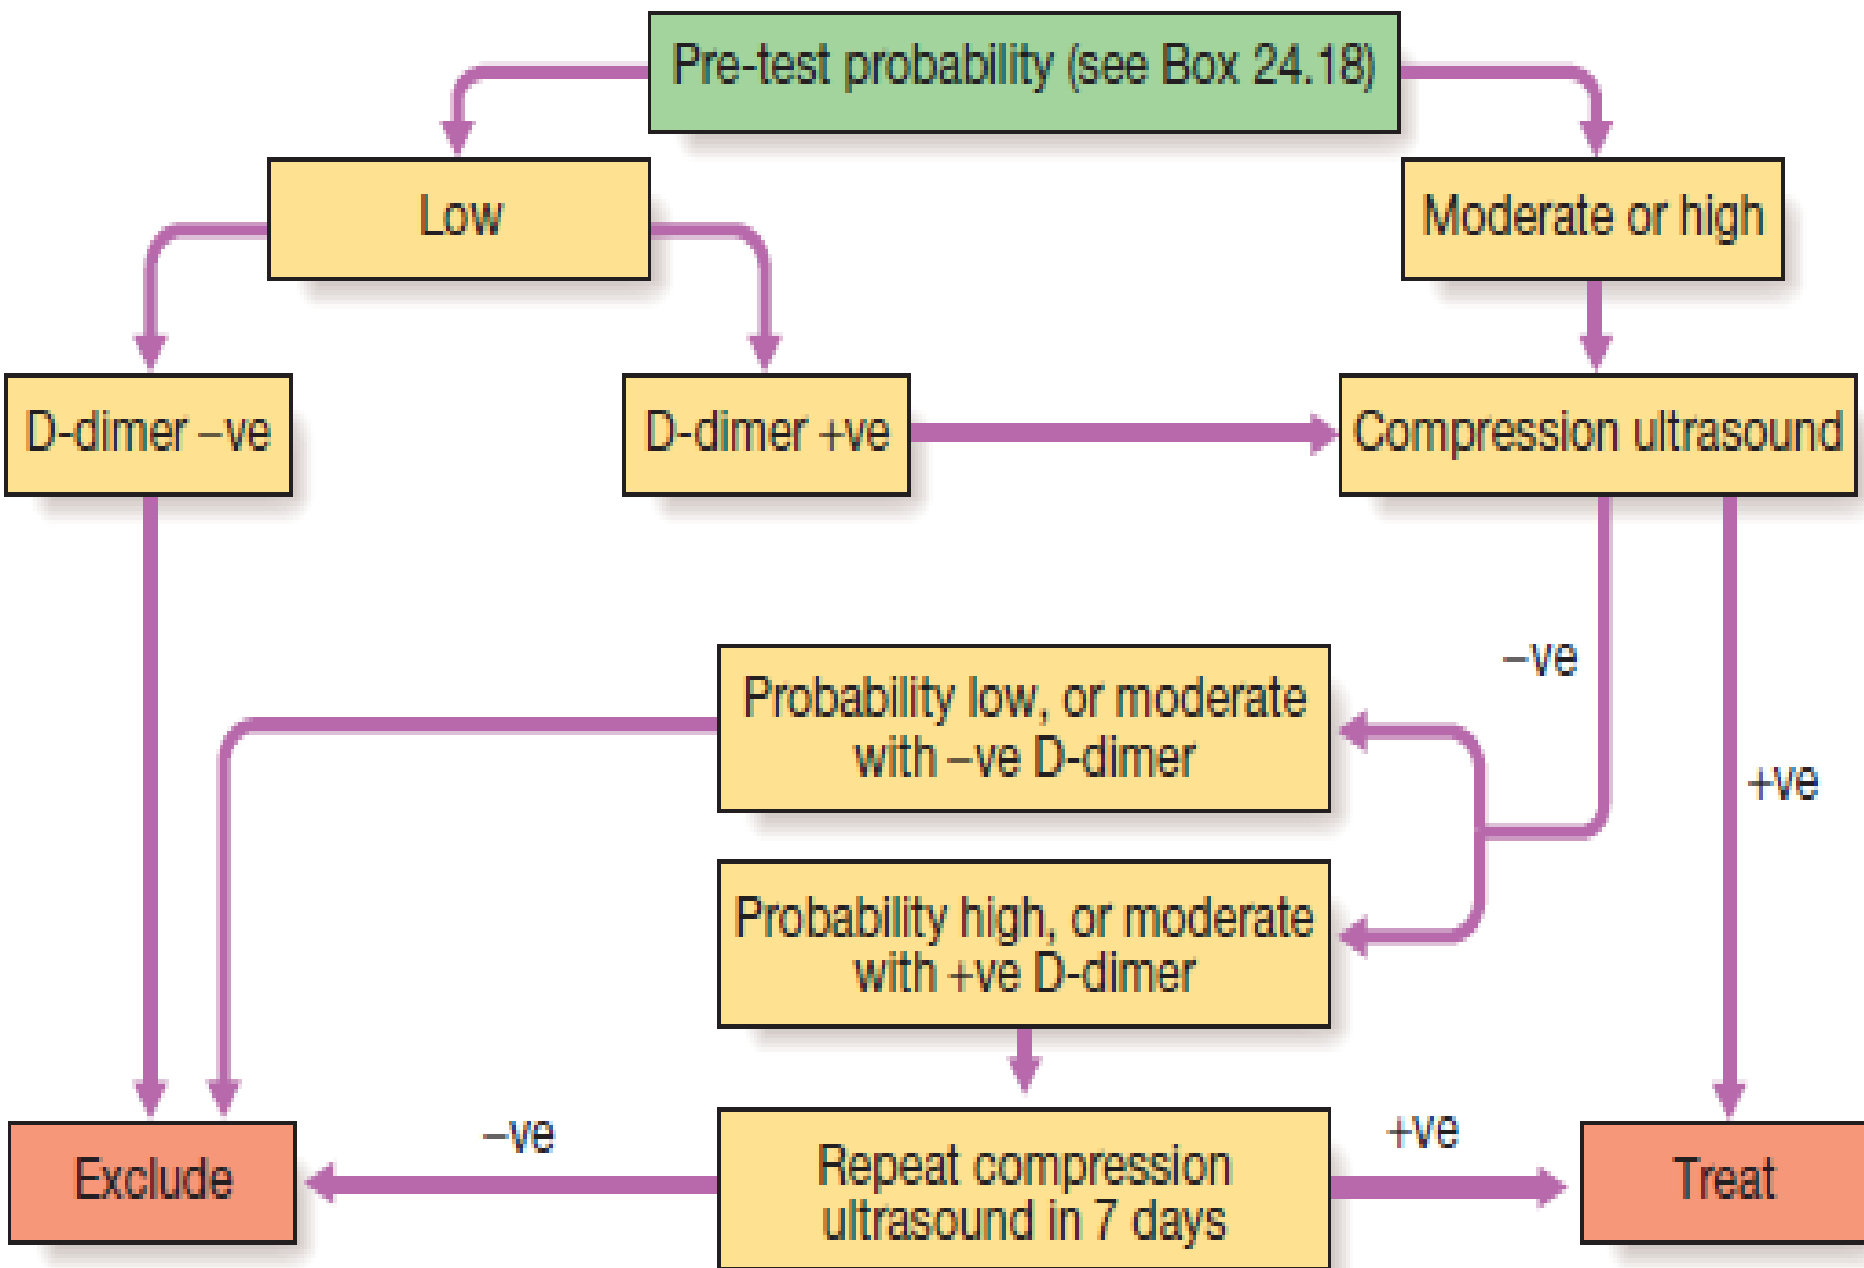 Pre-test probability (see Box 24.18)
Low
Moderate or high
D-dimer –ve
D-dimer +ve
Compression ultrasound
–ve
Probability low, or moderate
with –ve D-dimer
+ve
Probability high, or moderate
with +ve D-dimer
–ve
+ve
Exclude
Repeat compression
ultrasound in 7 days
Treat